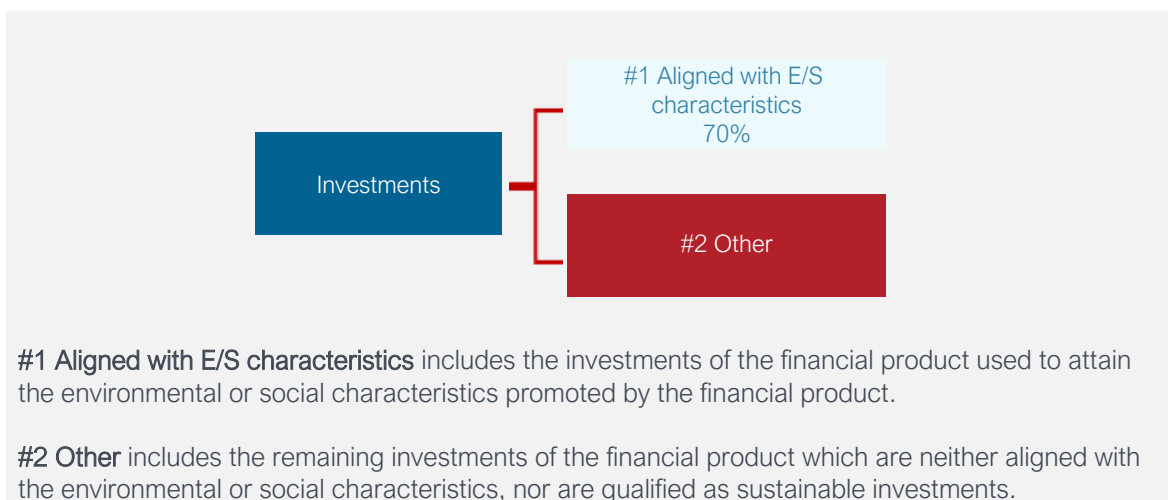 #1 Aligned with E/S
characteristics
70%
Investments
#2 Other
#1 Aligned with E/S characteristics includes the investments of the financial product used to attain
the environmental or social characteristics promoted by the financial product.
#2 Other includes the remaining investments of the financial product which are neither aligned with
the environmental or social characteristics, nor are qualified as sustainable investments.